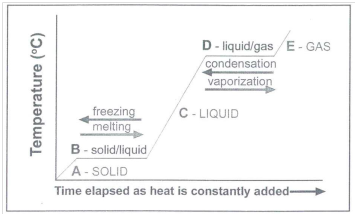 Temperature (°C)
D - liquid/gas
E - GAS
condensation
vaporization
freezing
melting
C - LIQUID
B - solid/liquid
A - SOLID
Time elapsed as heat is constantly added